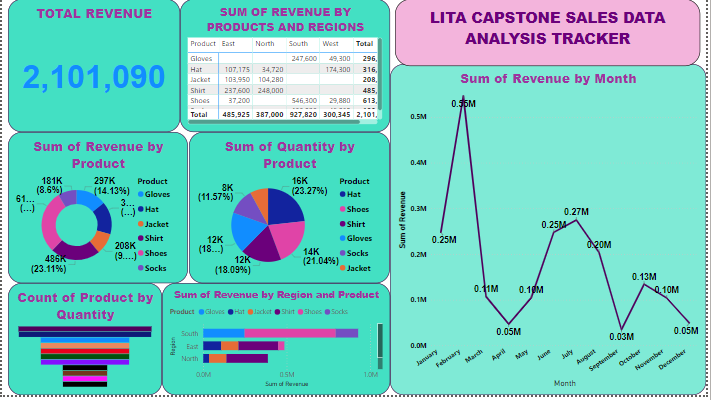 TOTAL REVENUE
2,101,090
SUM OF REVENUE BY
PRODUCTS AND REGIONS
Product East North South West Total
Gloves 247,600 49,300 296,
Hat 107,175 34,720 174,300 316,
Jacket 103,950 104,280 208,
Shirt 237,600 248,000 485,
Shoes 37,200 546,300 29,880 613,
Total 485,925 387,000 927,820 300,345 2,101,
LITA CAPSTONE SALES DATA
ANALYSIS TRACKER
Sum of Revenue by
Product
181K
(8.6%)
297K
(14.13%)
61...
(...)
3...
(...)
208K
(9....)
486K
(23.11%)
Product
Gloves
Hat
Jacket
Shirt
Shoes
Socks
Sum of Quantity by
Product
8K
(11.57%)
16K
(23.27%)
12K
(18...)
12K
(18.09%)
14K
(21.04%)
Product
Hat
Shoes
Shirt
Gloves
Socks
Jacket
Sum of Revenue by Month
Sum of Revenue
0.5M
0.4M
0.3M
0.2M
0.1M
0.0M
0.25M
0.55M
0.11M
0.05M
0.10M
0.25M
0.27M
0.20M
0.03M
0.13M
0.10M
0.05M
January
February
March
April
May
June
July
August
September
October
November
December
Month
Count of Product by
Quantity
Sum of Revenue by Region and Product
Product Gloves Hat Jacket Shirt Shoes Socks
Region
South
East
North
0.0M 0.5M 1.0M
Sum of Revenue